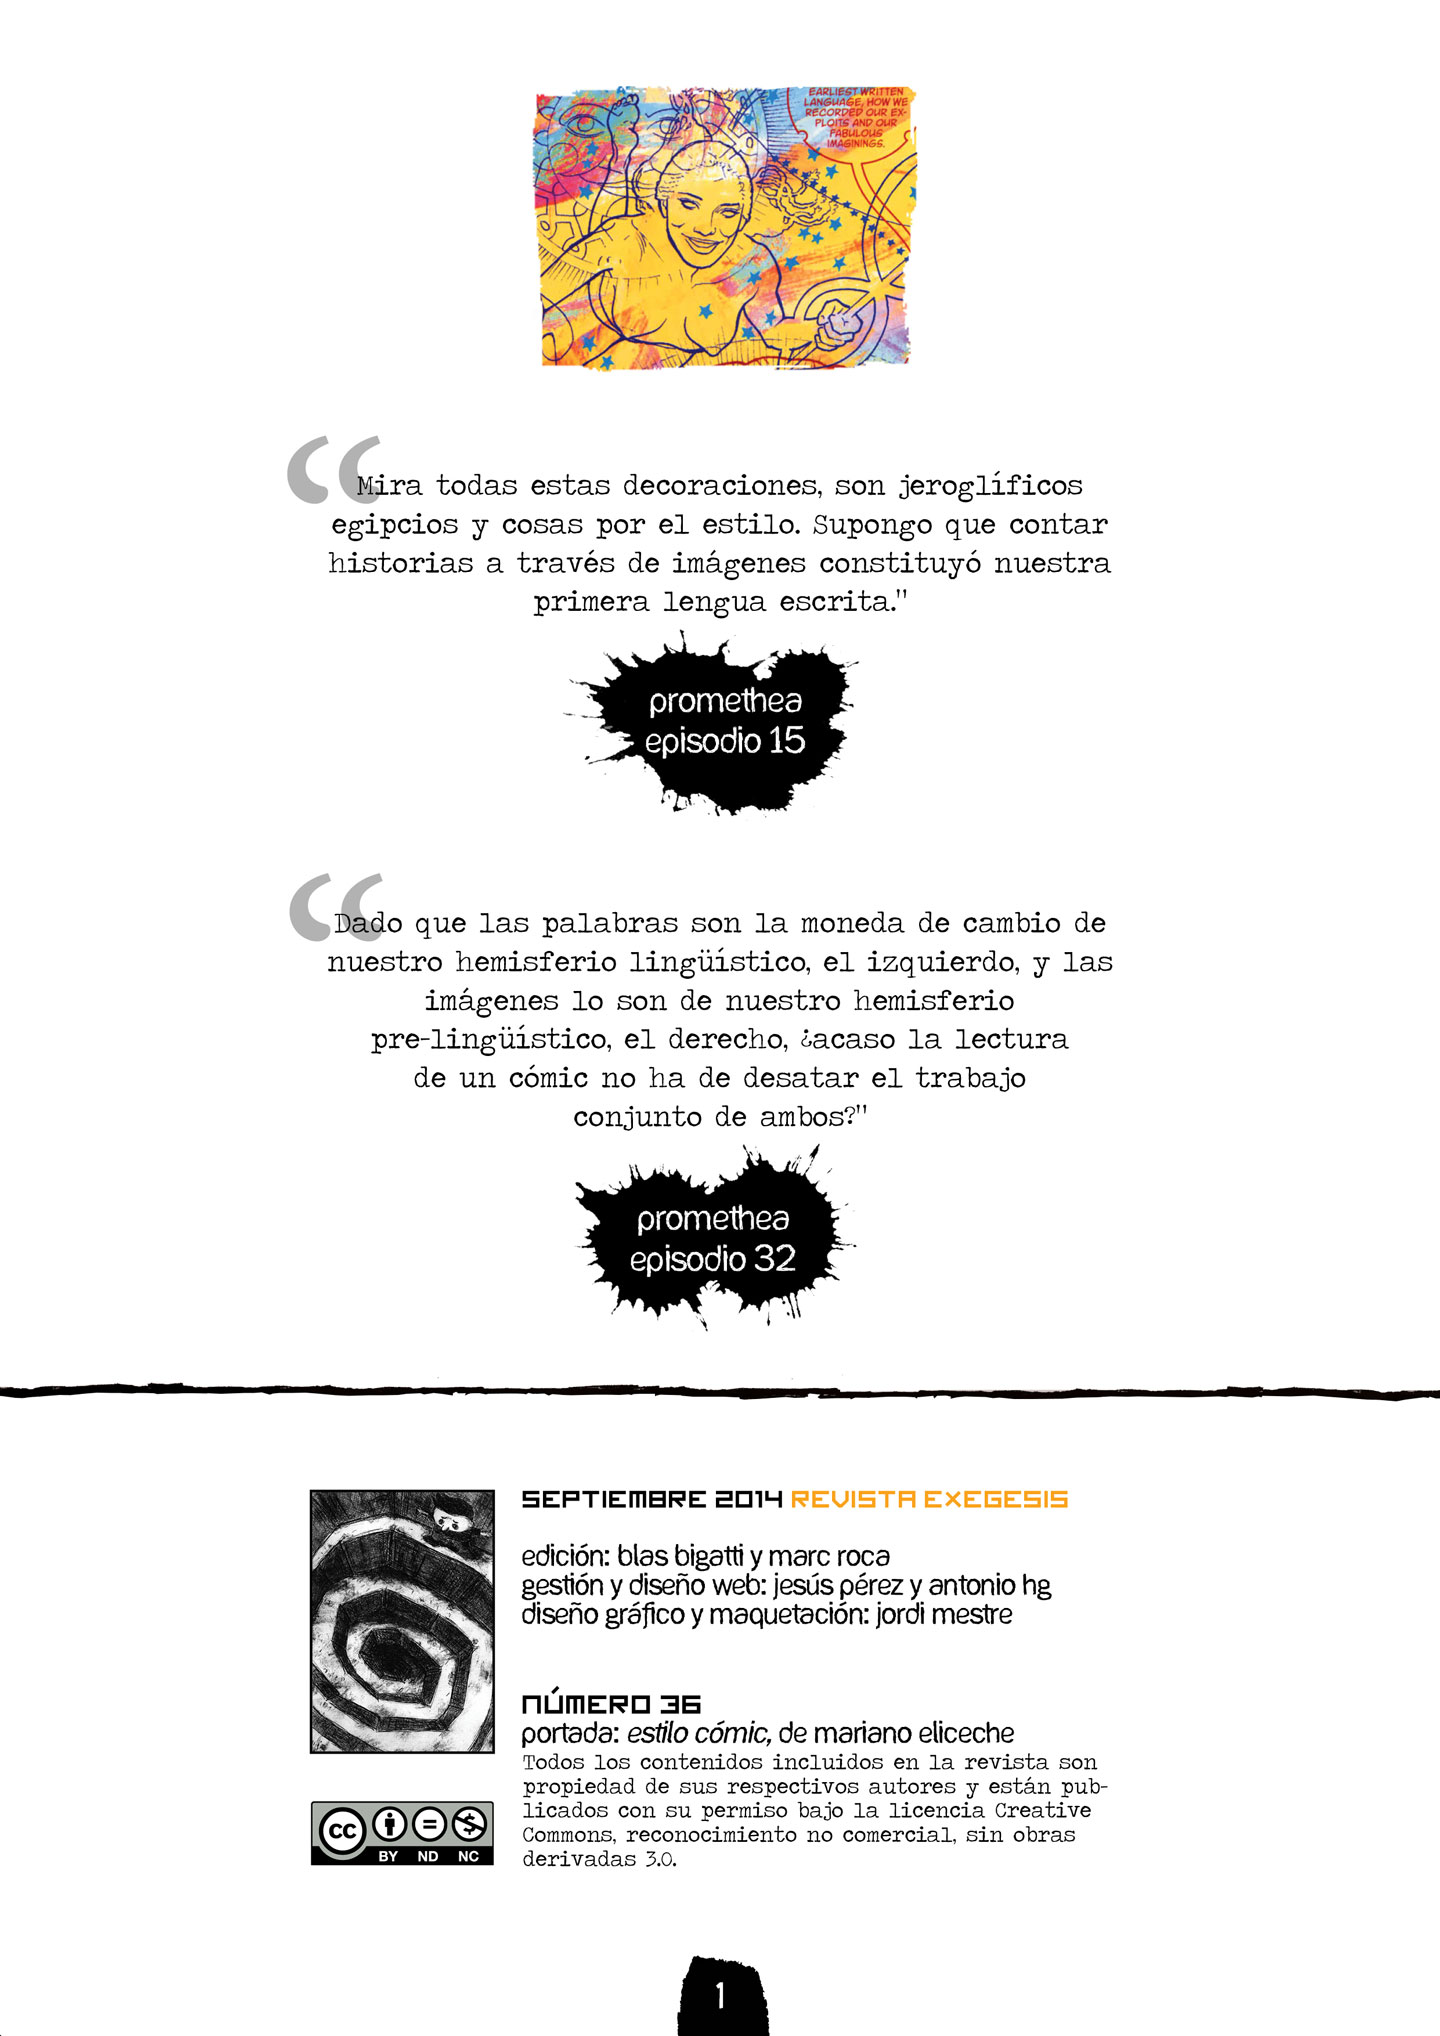 EARLIEST WRITTEN
LANGUAGE, HOW WE
RECORDED OUR EX-
PLOITS AND OUR
FABULOUS
IMAGININGS.
“
Mira todas estas decoraciones, son jeroglíficos
egipcios y cosas por el estilo. Supongo que contar
historias a través de imágenes constituyó nuestra
primera lengua escrita."
promethea
episodio 15
“
Dado que las palabras son la moneda de cambio de
nuestro hemisferio lingüístico, el izquierdo, y las
imágenes lo son de nuestro hemisferio
pre-lingüístico, el derecho, ¿acaso la lectura
de un cómic no ha de desatar el trabajo
conjunto de ambos?"
promethea
episodio 32
SEPTIEMBRE 2014 REVISTA EXEGESIS
edición: blas bigatti y marc roca
gestión y diseño web: jesús pérez y antonio hg
diseño gráfico y maquetación: jordi mestre
NÚMERO 36
portada: estilo cómic, de mariano eliceche
Todos los contenidos incluidos en la revista son
propiedad de sus respectivos autores y están pub-
licados con su permiso bajo la licencia Creative
Commons, reconocimiento no comercial, sin obras
derivadas 3.0.
cc
BY ND NC
1